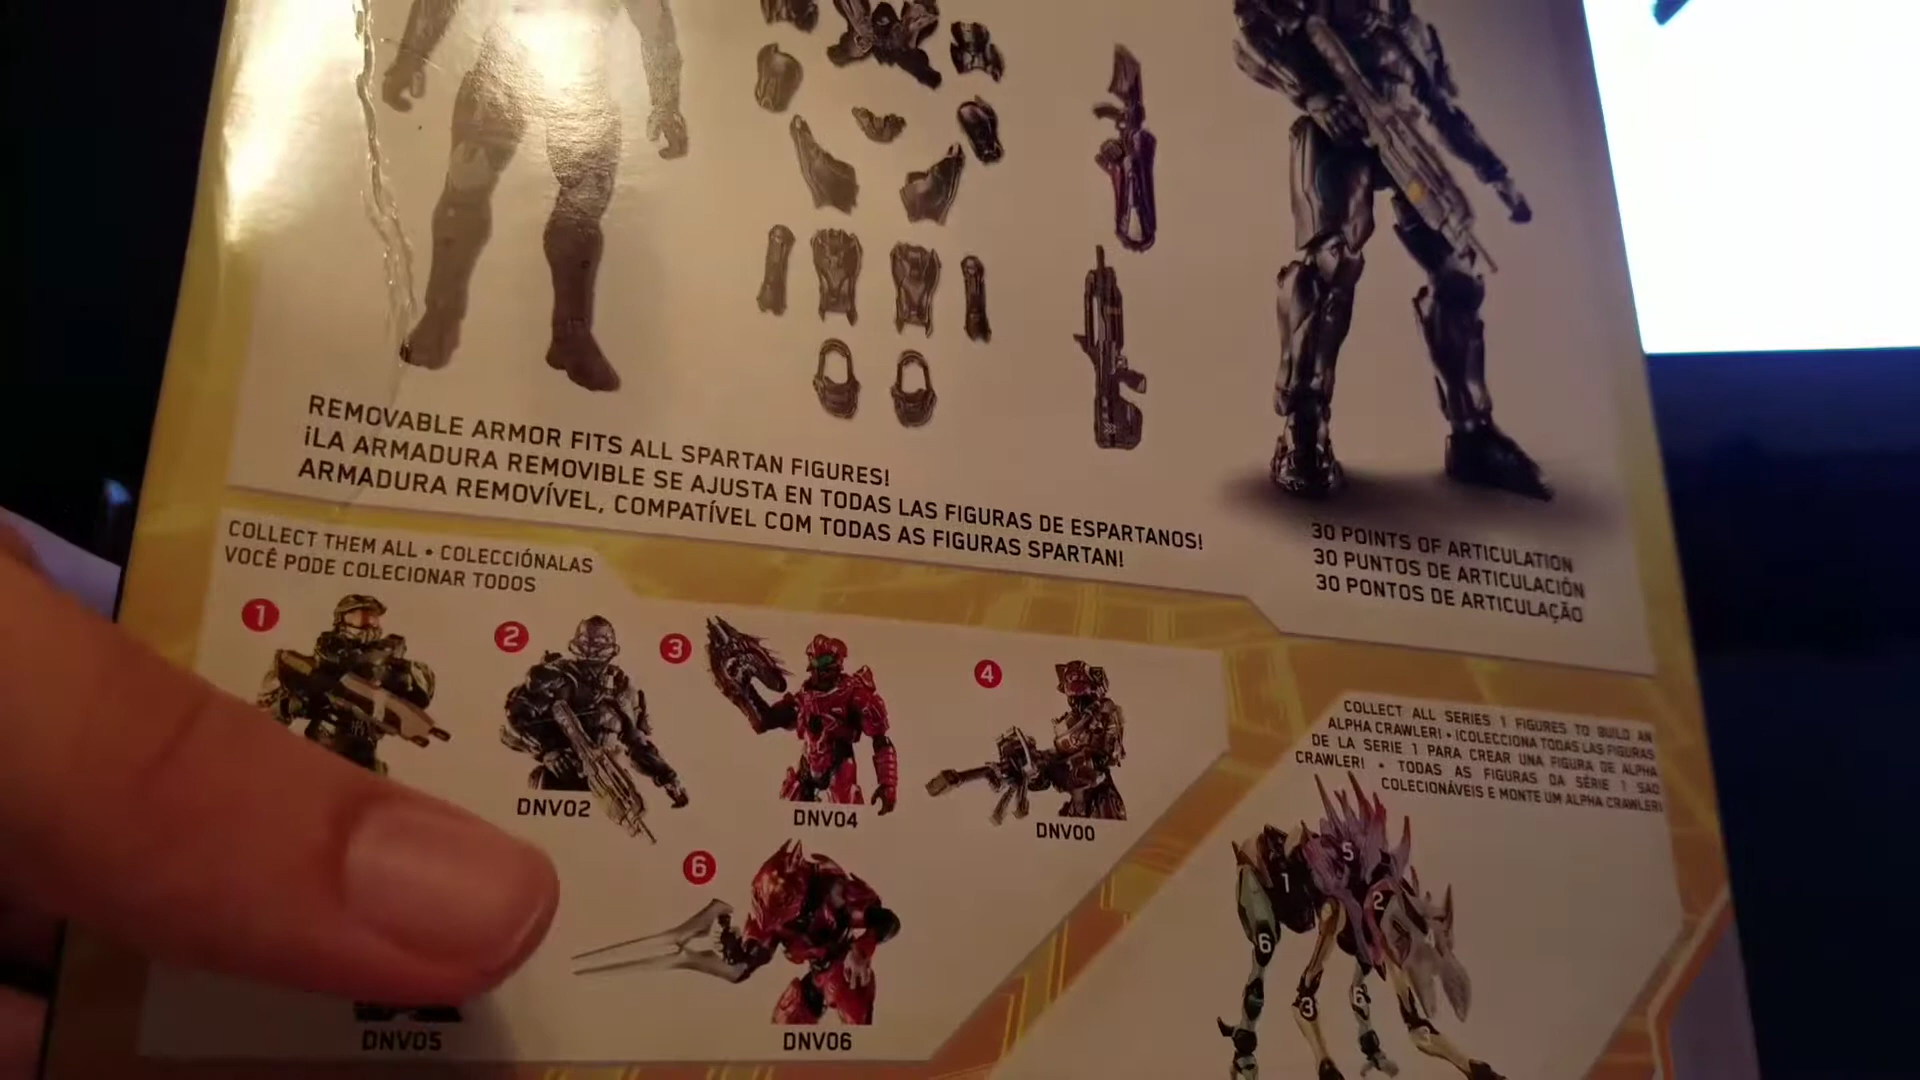 REMOVABLE ARMOR FITS ALL SPARTAN FIGURES!
¡LA ARMADURA REMOVIBLE SE AJUSTA EN TODAS LAS FIGURAS DE ESPARTANOS!
ARMADURA REMOVÍVEL, COMPATÍVEL COM TODAS AS FIGURAS SPARTAN!
30 POINTS OF ARTICULATION
30 PUNTOS DE ARTICULACIÓN
30 PONTOS DE ARTICULAÇÃO
COLLECT THEM ALL • COLECCIÓNALAS
VOCÊ PODE COLECIONAR TODOS
1
2
DNV02
3
DNV04
4
DNV00
DNV05
6
DNV06
COLLECT ALL SERIES 1 FIGURES TO BUILD AN
ALPHA CRAWLER! • ¡COLECCIONA TODAS LAS FIGURAS
DE LA SERIE 1 PARA CREAR UNA FIGURA DE ALPHA
CRAWLER! • TODAS AS FIGURAS DA SÉRIE 1 SAO
COLECIONÁVEIS E MONTE UM ALPHA CRAWLER!
5
1
2
4
6
3
6
3